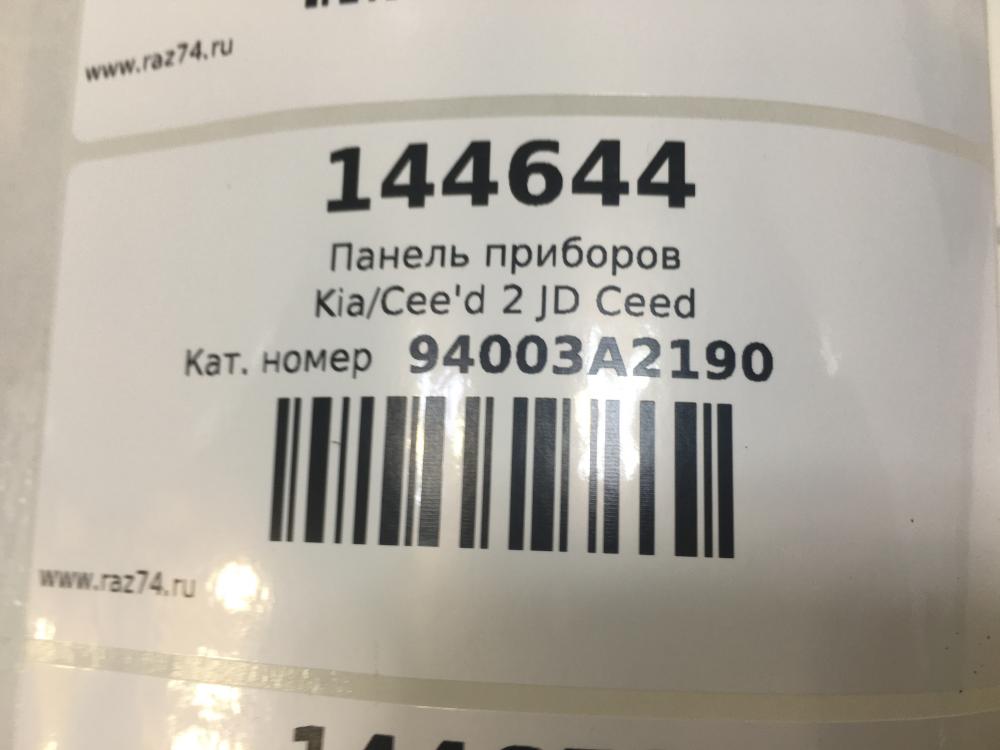 www.raz74.ru
144644
Панель приборов
Kia/Cee'd 2 JD Ceed
Кат. номер 94003A2190
www.raz74.ru